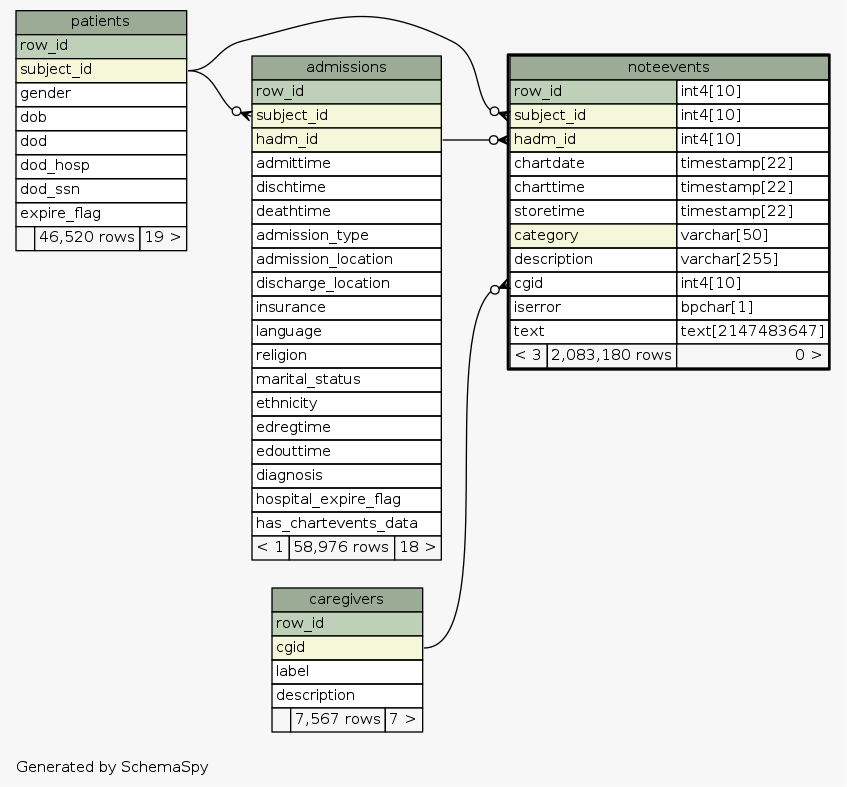 patients
row_id
subject_id
gender
dob
dod
dod_hosp
dod_ssn
expire_flag
46,520 rows 19 >
admissions
row_id
subject_id
hadm_id
admittime
dischtime
deathtime
admission_type
admission_location
discharge_location
insurance
language
religion
marital_status
ethnicity
edregtime
edouttime
diagnosis
hospital_expire_flag
has_chartevents_data
< 1 58,976 rows 18 >
noteevents
row_id int4[10]
subject_id int4[10]
hadm_id int4[10]
chartdate timestamp[22]
charttime timestamp[22]
storetime timestamp[22]
category varchar[50]
description varchar[255]
cgid int4[10]
iserror bpchar[1]
text text[2147483647]
< 3 2,083,180 rows 0 >
caregivers
row_id
cgid
label
description
7,567 rows 7 >
Generated by SchemaSpy